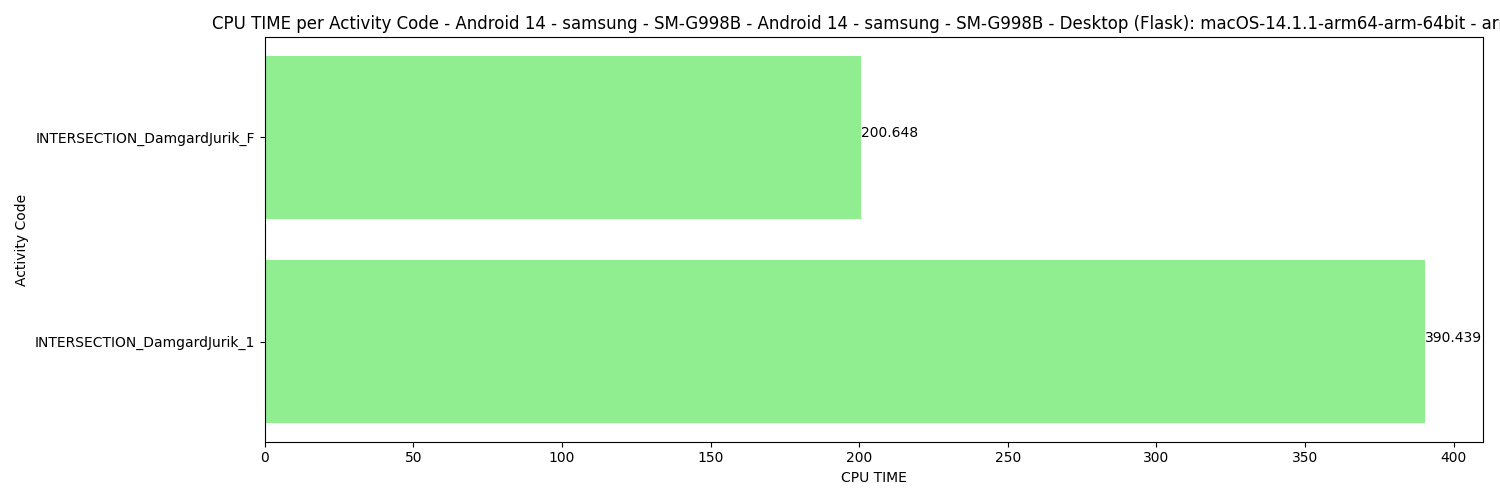 CPU TIME per Activity Code - Android 14 - samsung - SM-G998B - Android 14 - samsung - SM-G998B - Desktop (Flask): macOS-14.1.1-arm64-arm-64bit -
INTERSECTION_DamgardJurik_F
200.648
Activity Code
INTERSECTION_DamgardJurik_1
390.439
0 50 100 150 200 250 300 350 400
CPU TIME